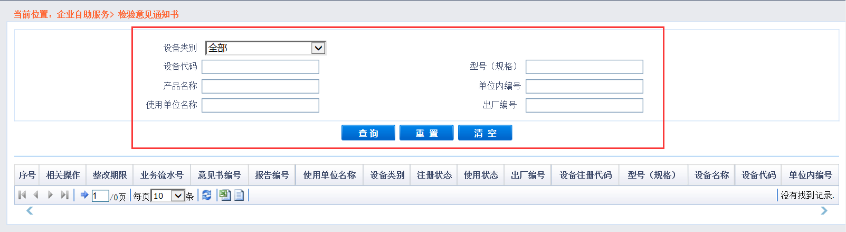 当前位置：企业自助服务> 检验意见通知书
设备类别 全部
设备代码 型号（规格）
产品名称 单位内编号
使用单位名称 出厂编号
查 询 重 置 清 空
序号 相关操作 整改期限 业务流水号 意见书编号 报告编号 使用单位名称 设备类别 注册状态 使用状态 出厂编号 设备注册代码 型号（规格） 设备名称 设备代码 单位内编号
1 /0页 每页 10 条 没有找到记录.